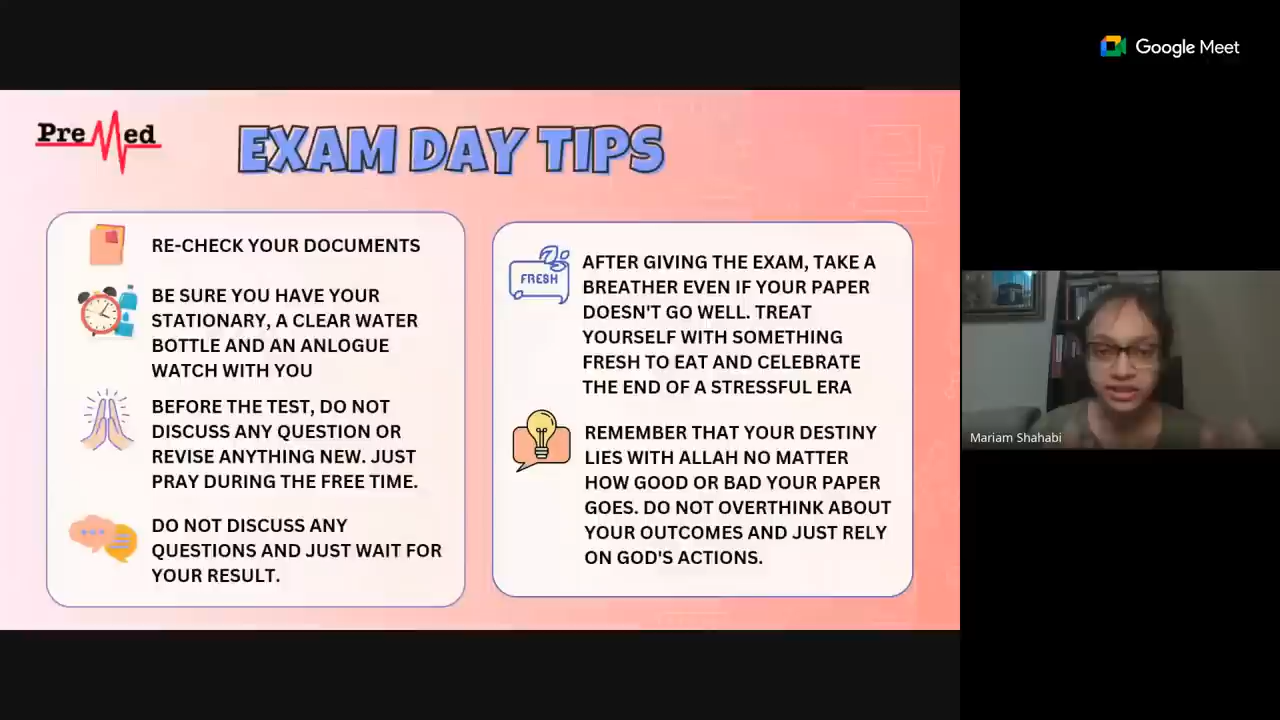 Google Meet
PreMed
EXAM DAY TIPS
RE-CHECK YOUR DOCUMENTS
BE SURE YOU HAVE YOUR
STATIONARY, A CLEAR WATER
BOTTLE AND AN ANLOGUE
WATCH WITH YOU
BEFORE THE TEST, DO NOT
DISCUSS ANY QUESTION OR
REVISE ANYTHING NEW. JUST
PRAY DURING THE FREE TIME.
DO NOT DISCUSS ANY
QUESTIONS AND JUST WAIT FOR
YOUR RESULT.
FRESH
AFTER GIVING THE EXAM, TAKE A
BREATHER EVEN IF YOUR PAPER
DOESN'T GO WELL. TREAT
YOURSELF WITH SOMETHING
FRESH TO EAT AND CELEBRATE
THE END OF A STRESSFUL ERA
REMEMBER THAT YOUR DESTINY
LIES WITH ALLAH NO MATTER
HOW GOOD OR BAD YOUR PAPER
GOES. DO NOT OVERTHINK ABOUT
YOUR OUTCOMES AND JUST RELY
ON GOD'S ACTIONS.
Mariam Shahabi